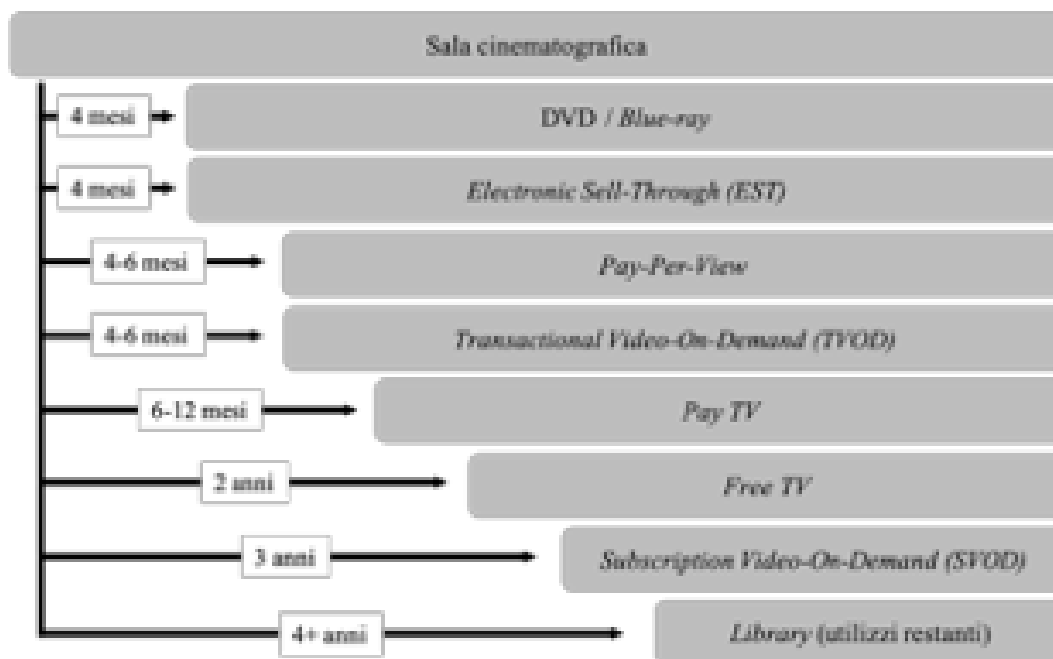 Sala cinematografica
4 mesi
DVD / Blue-ray
4 mesi
Electronic Sell-Through (EST)
4-6 mesi
Pay-Per-View
4-6 mesi
Transactional Video-On-Demand (TVOD)
6-12 mesi
Pay TV
2 anni
Free TV
3 anni
Subscription Video-On-Demand (SVOD)
4+ anni
Library (utilizzi restanti)